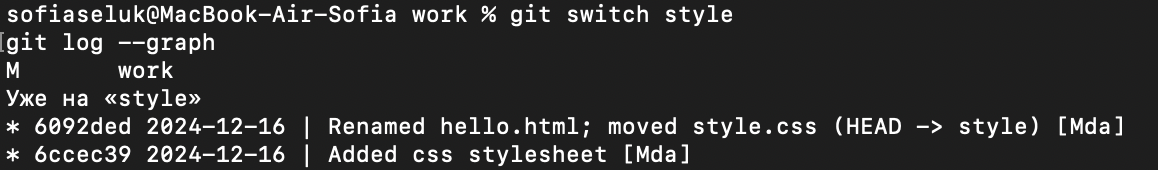 sofiaseluk@MacBook-Air-Sofia work % git switch style
git log --graph
M       work
Уже на «style»
* 6092ded 2024-12-16 | Renamed hello.html; moved style.css (HEAD -> style) [Mda]
* 6ccec39 2024-12-16 | Added css stylesheet [Mda]